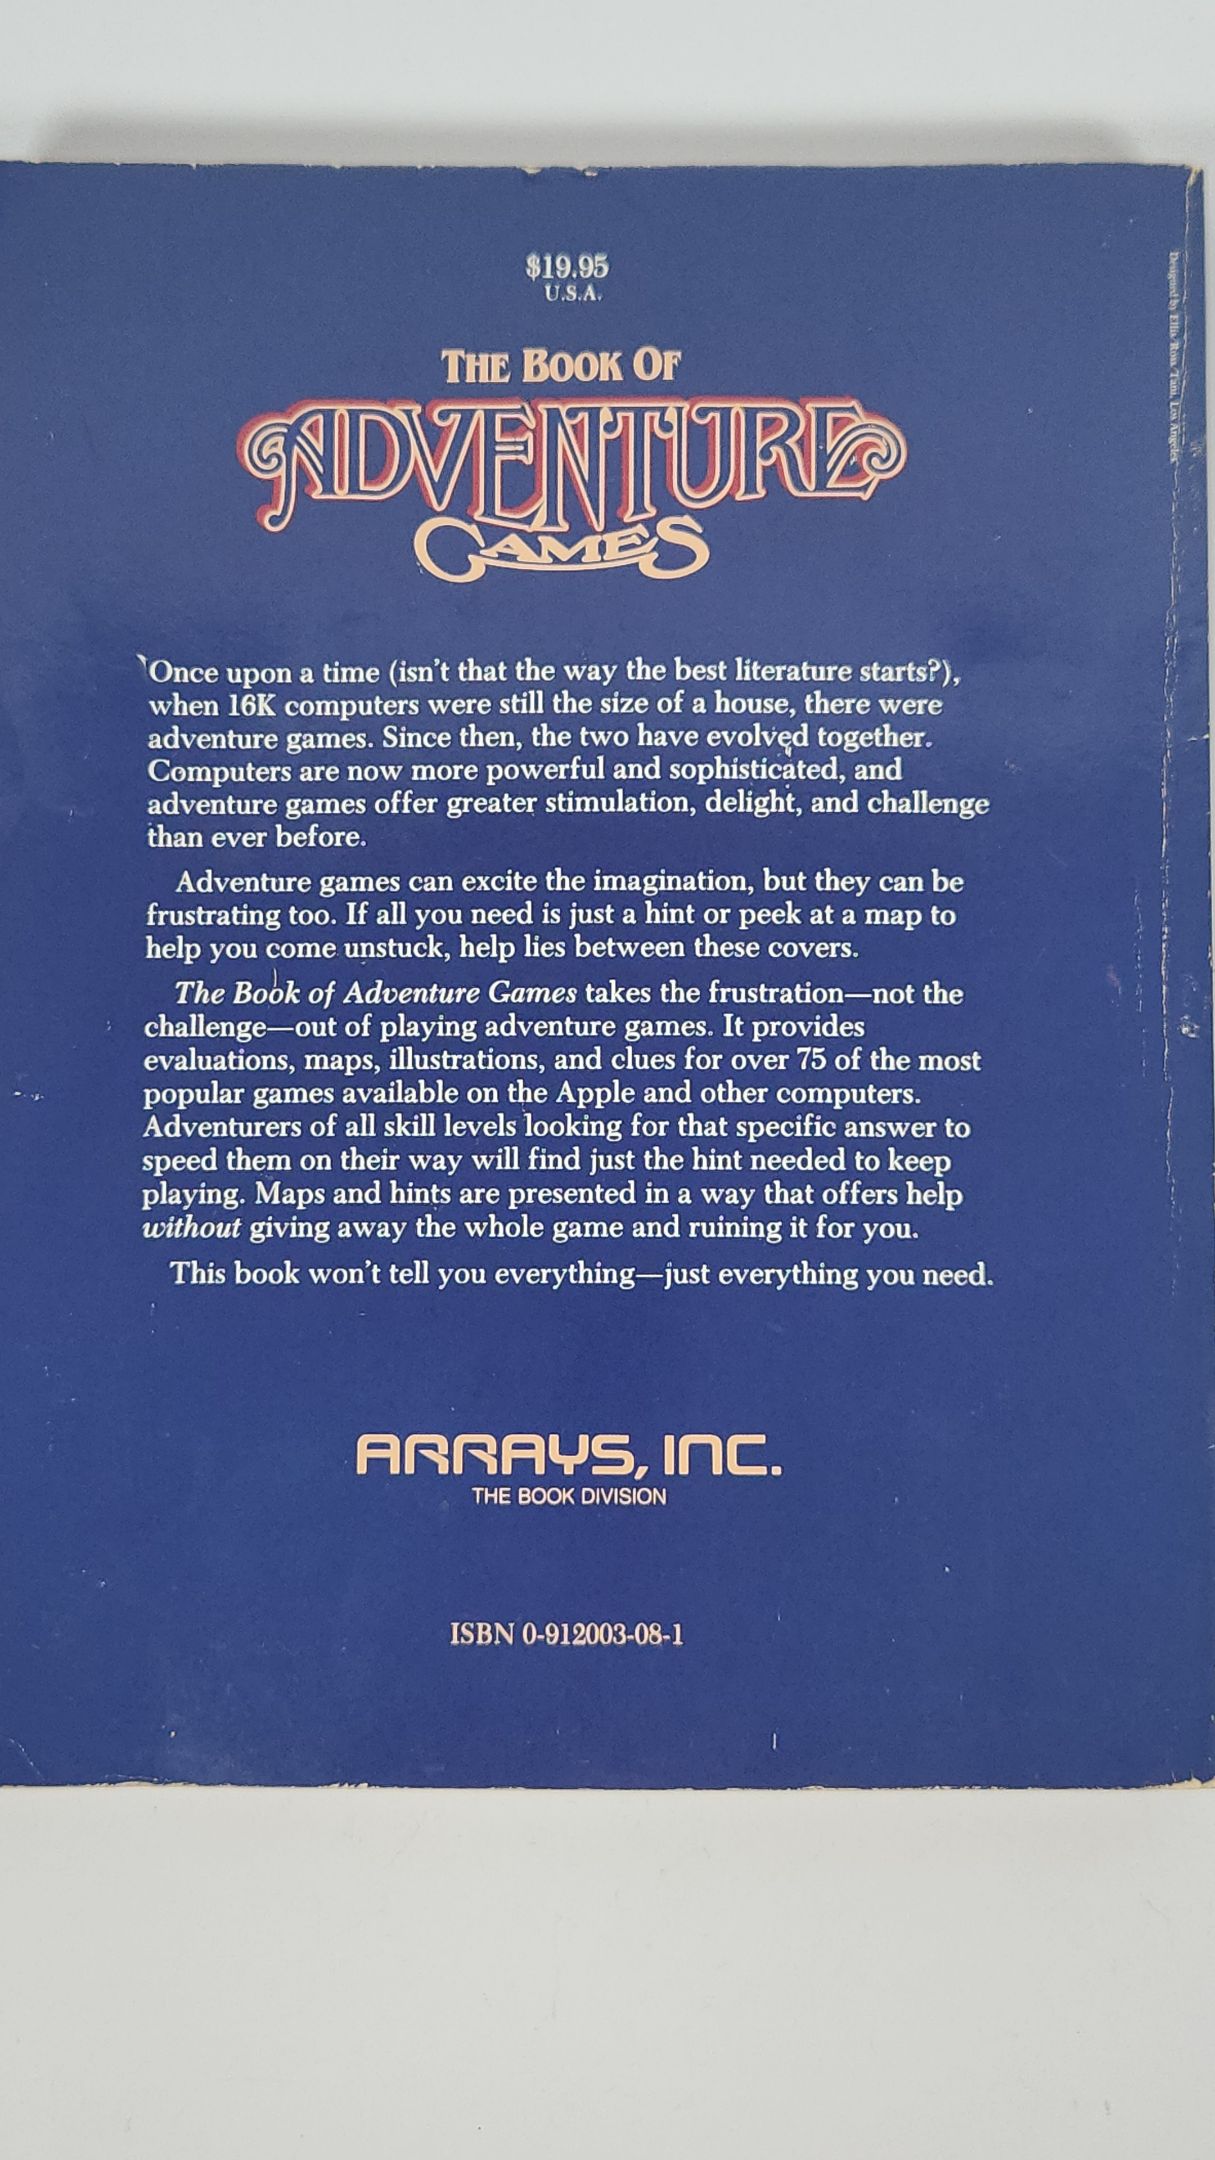 $19.95
U.S.A.
THE BOOK OF
ADVENTURE
GAMES
Once upon a time (isn't that the way the best literature starts?),
when 16K computers were still the size of a house, there were
adventure games. Since then, the two have evolved together.
Computers are now more powerful and sophisticated, and
adventure games offer greater stimulation, delight, and challenge
than ever before.
Adventure games can excite the imagination, but they can be
frustrating too. If all you need is just a hint or peek at a map to
help you come unstuck, help lies between these covers.
The Book of Adventure Games takes the frustration—not the
challenge—out of playing adventure games. It provides
evaluations, maps, illustrations, and clues for over 75 of the most
popular games available on the Apple and other computers.
Adventurers of all skill levels looking for that specific answer to
speed them on their way will find just the hint needed to keep
playing. Maps and hints are presented in a way that offers help
without giving away the whole game and ruining it for you.
This book won't tell you everything—just everything you need.
ARRAYS, INC.
THE BOOK DIVISION
ISBN 0-912003-08-1
Designed by Los Angeles